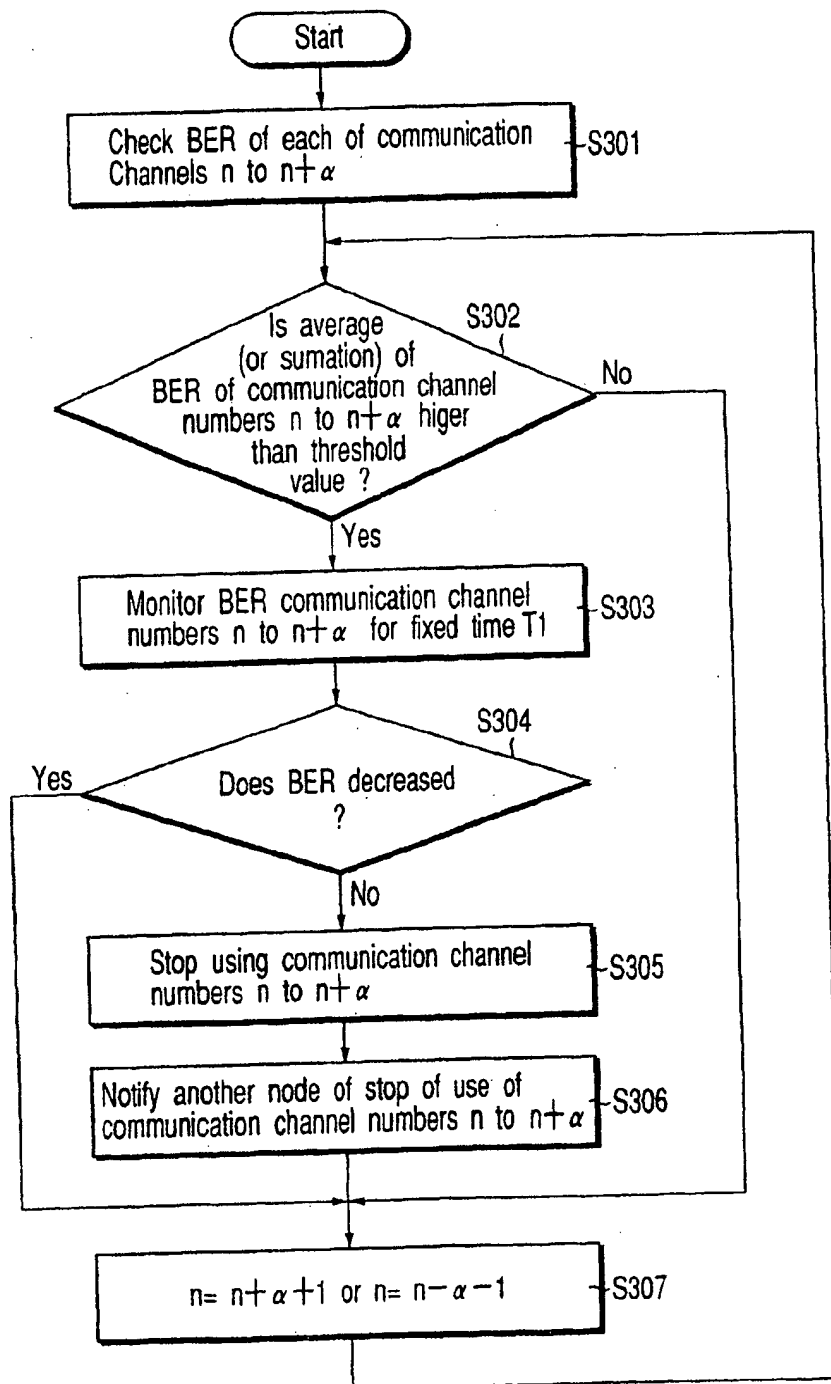 Start
Check BER of each of communication
Channels n to n+α
S301
S302
Is average
(or sumation) of
BER of communication channel
numbers n to n+α higer
than threshold
value ?
No
Yes
Monitor BER communication channel
numbers n to n+α for fixed time T1
S303
S304
Yes
Does BER decreased
?
No
Stop using communication channel
numbers n to n+α
S305
Notify another node of stop of use of
communication channel numbers n to n+α
S306
n= n+α+1 or n= n-α-1
S307